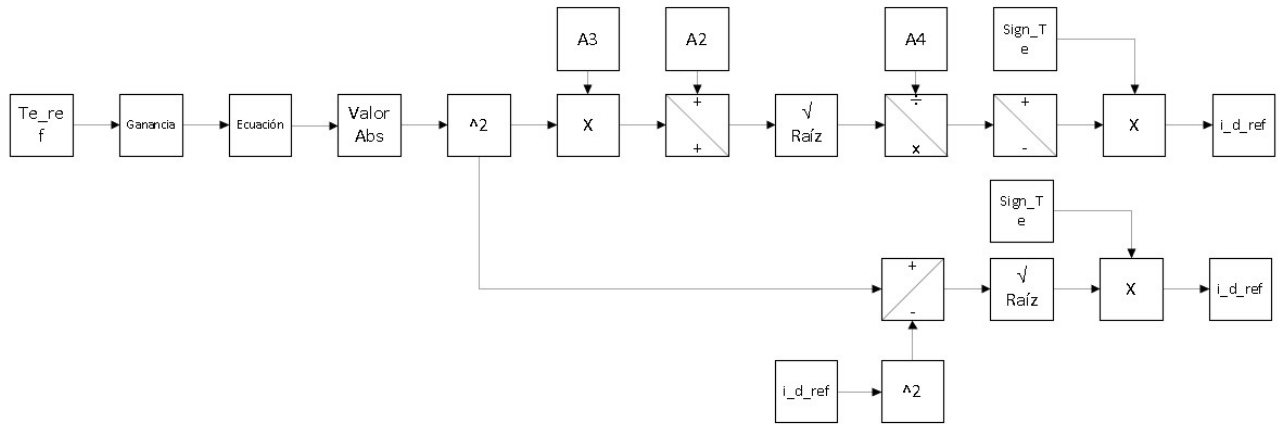 A3
A2
A4
Sign_T
e
Te_re
f
Ganancia
Ecuación
Valor
Abs
^2
X
+
+
√
Raíz
÷
x
+
-
X
i_d_ref
Sign_T
e
+
-
√
Raíz
X
i_d_ref
i_d_ref
^2